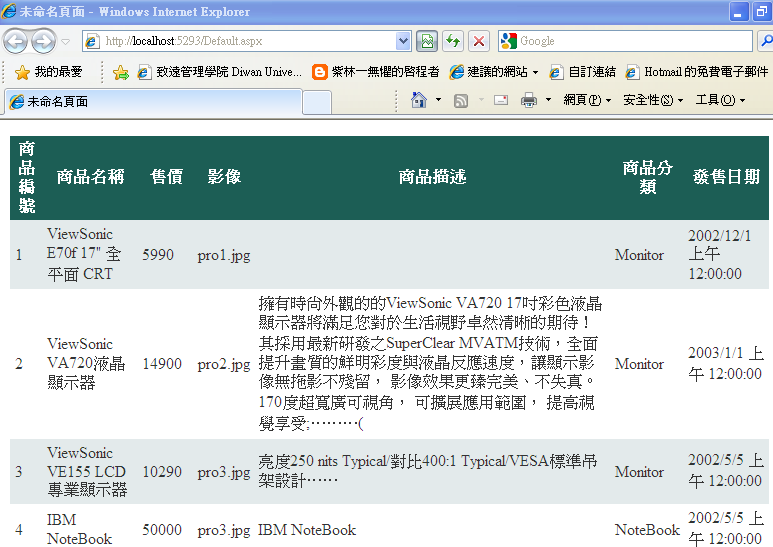 未命名頁面 - Windows Internet Explorer
http://localhost:5293/Default.aspx
Google
我的最愛
致遠管理學院 Diwan Unive...
紫林一無懼的啓程者
建議的網站
自訂連結
Hotmail 的免費電子郵件
未命名頁面
網頁(P)
安全性(S)
工具(O)
商品編號 商品名稱 售價 影像 商品描述 商品分類 發售日期
1
ViewSonic
E70f 17" 全
平面 CRT
5990
pro1.jpg
Monitor
2002/12/1
上午
12:00:00
2
ViewSonic
VA720液晶
顯示器
14900
pro2.jpg
擁有時尚外觀的的ViewSonic VA720 17吋彩色液晶
顯示器將滿足您對於生活視野卓然清晰的期待！
其採用最新研發之SuperClear MVATM技術，全面
提升畫質的鮮明彩度與液晶反應速度，讓顯示影
像無拖影不殘留， 影像效果更臻完美、不失真。
170度超寬廣可視角， 可擴展應用範圍， 提高視
覺享受;………(
Monitor
2003/1/1 上
午 12:00:00
3
ViewSonic
VE155 LCD
專業顯示器
10290
pro3.jpg
亮度250 nits Typical/對比400:1 Typical/VESA標準吊
架設計……
Monitor
2002/5/5 上
午 12:00:00
4
IBM
NoteBook
50000
pro3.jpg
IBM NoteBook
NoteBook
2002/5/5 上
午 12:00:00